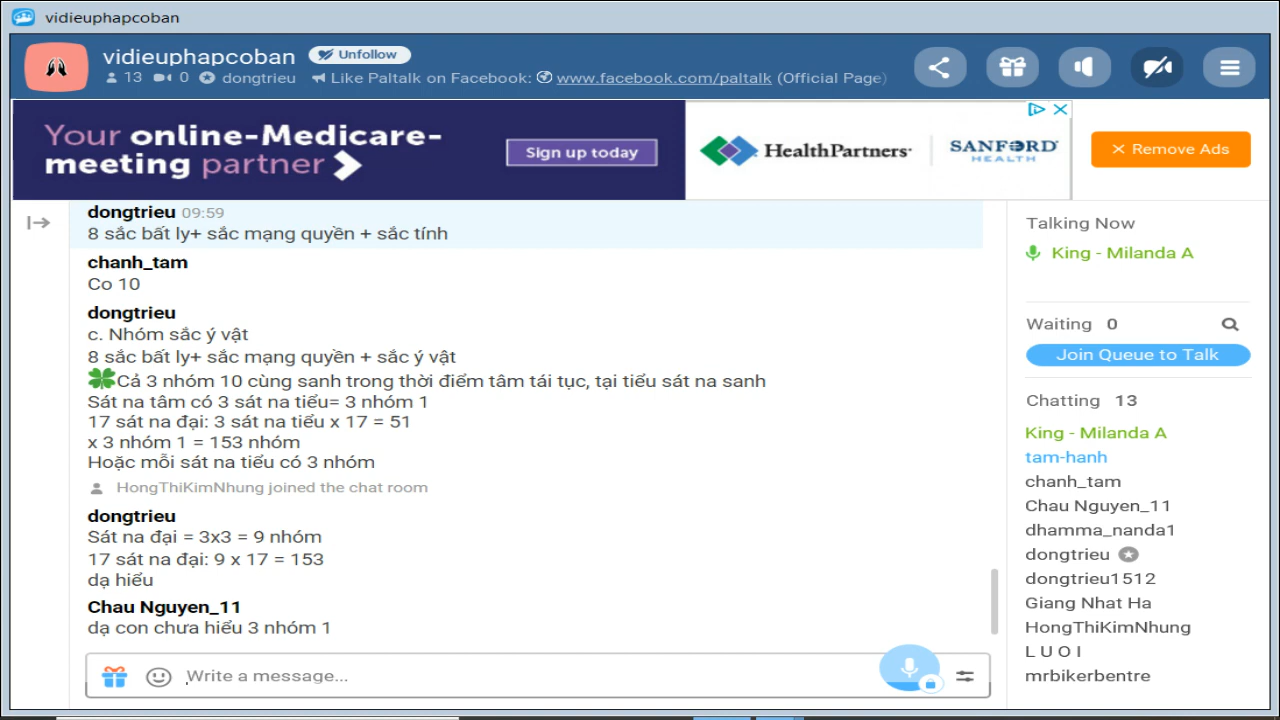 vidieuphapcoban
vidieuphapcoban
Unfollow
13
0
dongtrieu
Like Paltalk on Facebook:
www.facebook.com/paltalk (Official Page)
Your online-Medicare-
meeting partner
Sign up today
HealthPartners
SANFORD
HEALTH
Remove Ads
dongtrieu 09:59
8 sắc bất ly+ sắc mạng quyền + sắc tính
chanh_tam
Co 10
dongtrieu
c. Nhóm sắc ý vật
8 sắc bất ly+ sắc mạng quyền + sắc ý vật
🍀Cả 3 nhóm 10 cùng sanh trong thời điểm tâm tái tục, tại tiểu sát na sanh
Sát na tâm có 3 sát na tiểu= 3 nhóm 1
17 sát na đại: 3 sát na tiểu x 17 = 51
x 3 nhóm 1 = 153 nhóm
Hoặc mỗi sát na tiểu có 3 nhóm
HongThiKimNhung joined the chat room
dongtrieu
Sát na đại = 3x3 = 9 nhóm
17 sát na đại: 9 x 17 = 153
dạ hiểu
Chau Nguyen_11
dạ con chưa hiểu 3 nhóm 1
Write a message...
Talking Now
King - Milanda A
Waiting 0
Join Queue to Talk
Chatting 13
King - Milanda A
tam-hanh
chanh_tam
Chau Nguyen_11
dhamma_nanda1
dongtrieu
dongtrieu1512
Giang Nhat Ha
HongThiKimNhung
L U O I
mrbikerbentre